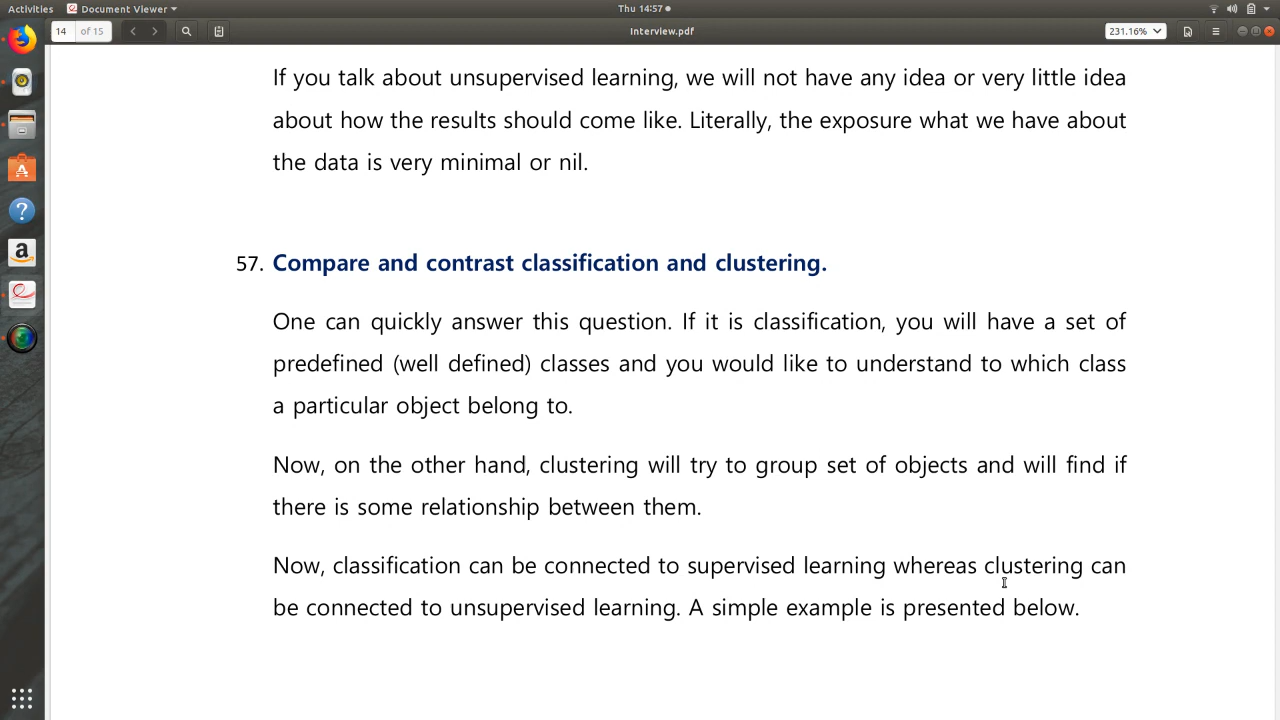 Activities Document Viewer Thu 14:57
14 of 15 Interview.pdf 231.16%
If you talk about unsupervised learning, we will not have any idea or very little idea
about how the results should come like. Literally, the exposure what we have about
the data is very minimal or nil.
57. Compare and contrast classification and clustering.
One can quickly answer this question. If it is classification, you will have a set of
predefined (well defined) classes and you would like to understand to which class
a particular object belong to.
Now, on the other hand, clustering will try to group set of objects and will find if
there is some relationship between them.
Now, classification can be connected to supervised learning whereas clustering can
be connected to unsupervised learning. A simple example is presented below.